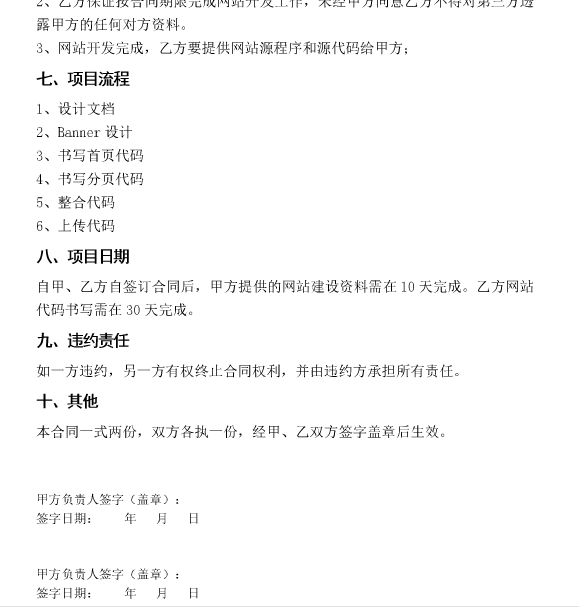 2、乙方保证按合同期限完成网站开发工作，未经甲方同意乙方不得对第三方透
露甲方的任何对方资料。
3、网站开发完成，乙方要提供网站源程序和源代码给甲方；
七、项目流程
1、设计文档
2、Banner 设计
3、书写首页代码
4、书写分页代码
5、整合代码
6、上传代码
八、项目日期
自甲、乙方自签订合同后，甲方提供的网站建设资料需在 10 天完成。乙方网站
代码书写需在 30 天完成。
九、违约责任
如一方违约，另一方有权终止合同权利，并由违约方承担所有责任。
十、其他
本合同一式两份，双方各执一份，经甲、乙双方签字盖章后生效。
甲方负责人签字（盖章）：
签字日期： 年 月 日
甲方负责人签字（盖章）：
签字日期： 年 月 日